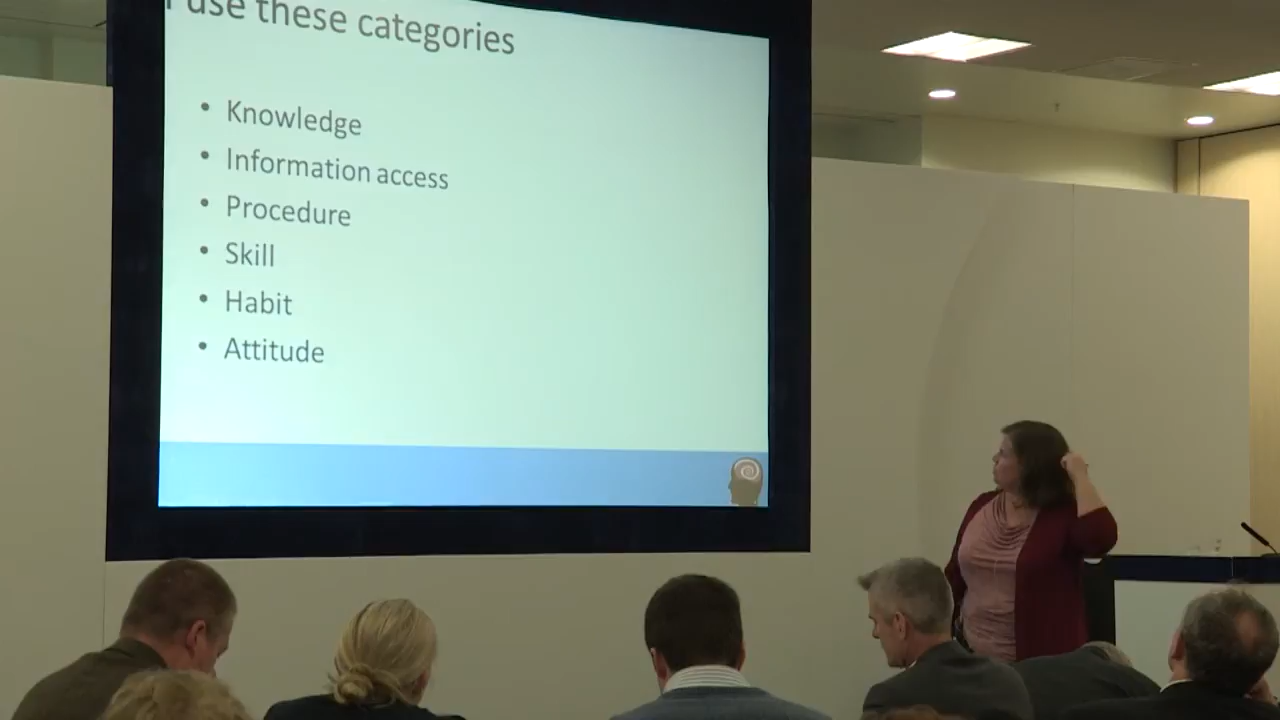 I use these categories
• Knowledge
• Information access
• Procedure
• Skill
• Habit
• Attitude